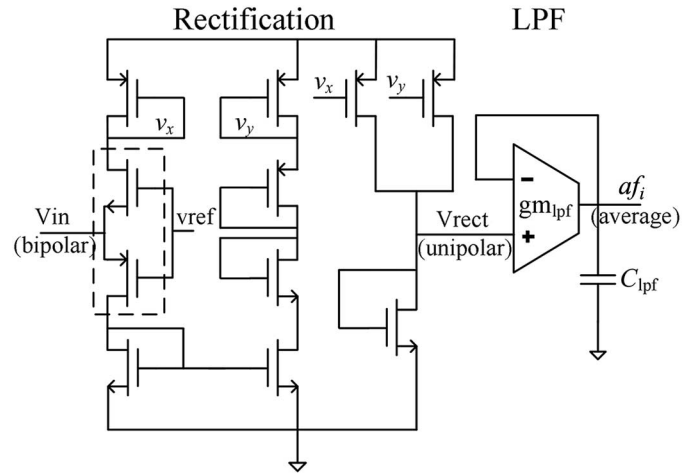 Rectification
LPF
vx
vy
vx
vy
Vin
(bipolar)
vref
Vrect
(unipolar)
-
gmlpf
+
afi
(average)
Clpf